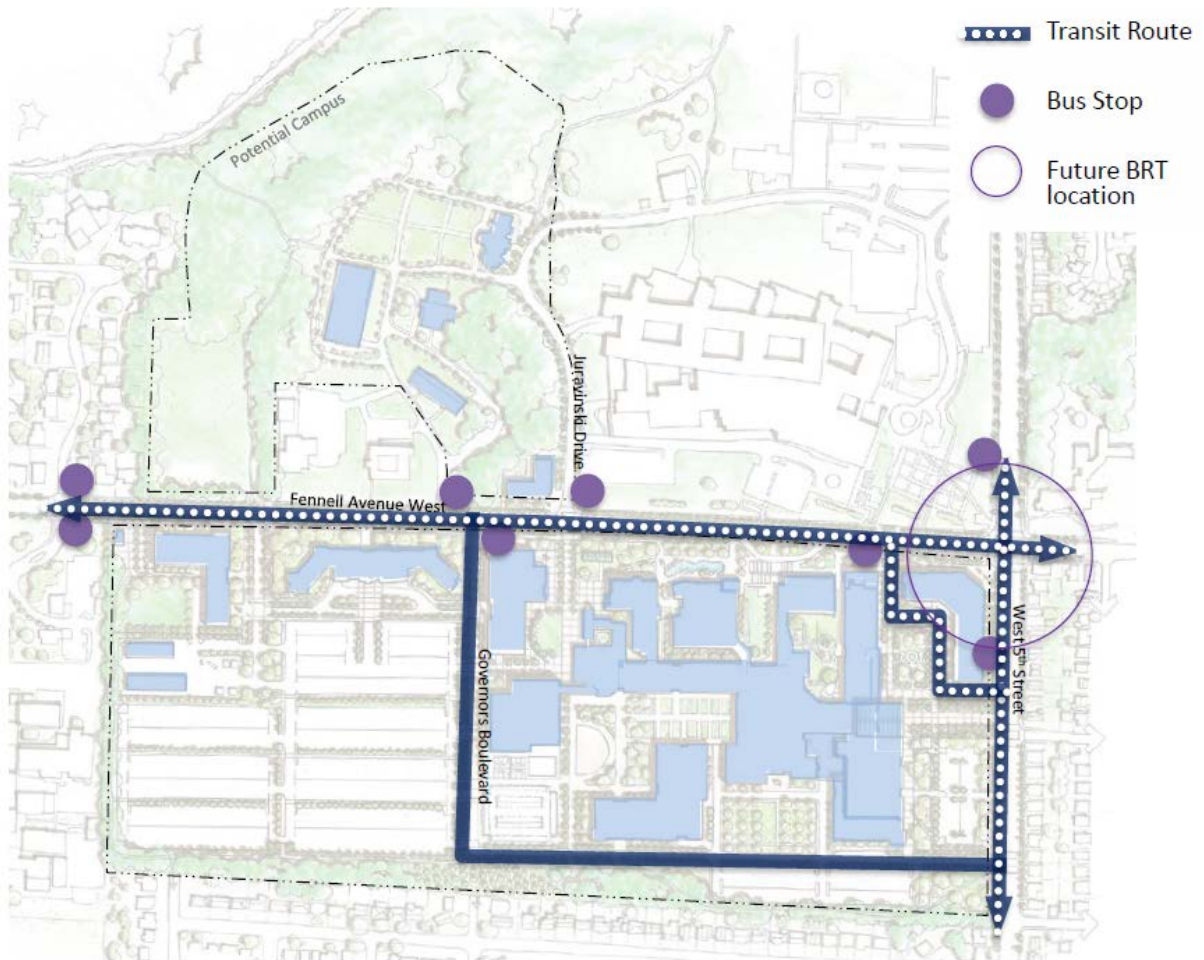 Transit Route
Bus Stop
Future BRT
location
Potential Campus
Juravinski Drive
Fennell Avenue West
Governors Boulevard
West 5th Street